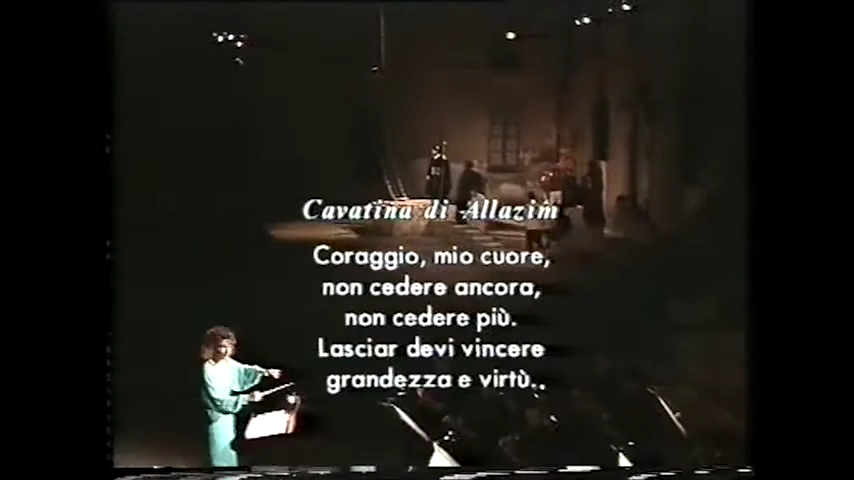 Cavatina di Allazim
Coraggio, mio cuore,
non cedere ancora,
non cedere più.
Lasciar devi vincere
grandezza e virtù..